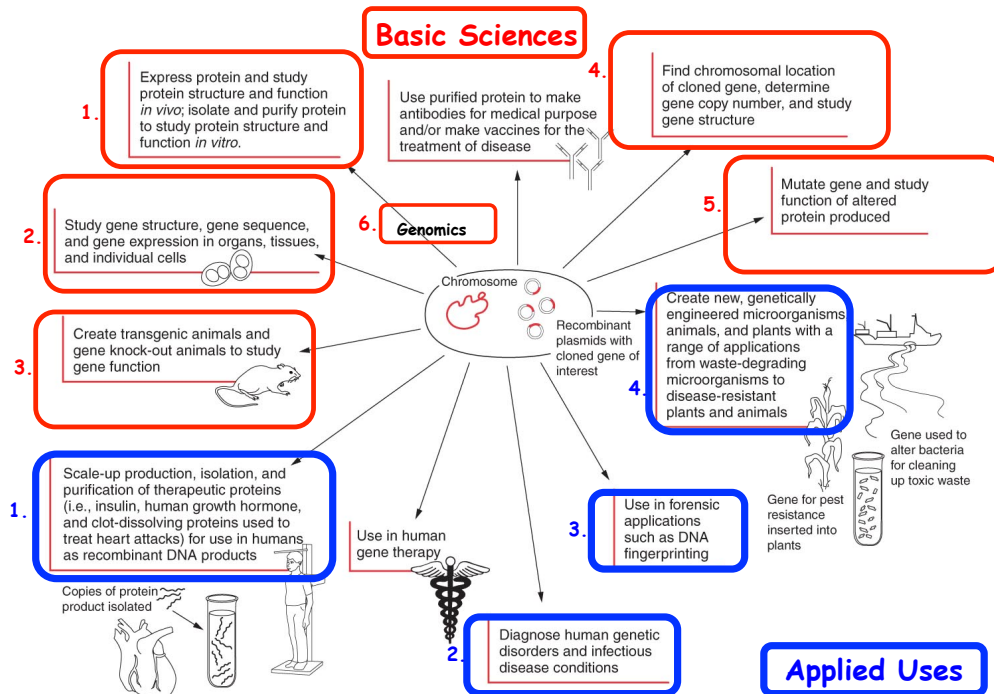 Basic Sciences
1.
Express protein and study
protein structure and function
in vivo; isolate and purify protein
to study protein structure and
function in vitro.
Use purified protein to make
antibodies for medical purpose
and/or make vaccines for the
treatment of disease
4.
Find chromosomal location
of cloned gene, determine
gene copy number, and study
gene structure
5.
Mutate gene and study
function of altered
protein produced
2.
Study gene structure, gene sequence,
and gene expression in organs, tissues,
and individual cells
6.
Genomics
Chromosome
Recombinant
plasmids with
cloned gene of
interest
3.
Create transgenic animals and
gene knock-out animals to study
gene function
4.
Create new, genetically
engineered microorganisms
animals, and plants with a
range of applications
from waste-degrading
microorganisms to
disease-resistant
plants and animals
Gene used to
alter bacteria
for cleaning
up toxic waste
Gene for pest
resistance
inserted into
plants
1.
Scale-up production, isolation, and
purification of therapeutic proteins
(i.e., insulin, human growth hormone,
and clot-dissolving proteins used to
treat heart attacks) for use in humans
as recombinant DNA products
Copies of protein
product isolated
Use in human
gene therapy
3.
Use in forensic
applications
such as DNA
fingerprinting
2.
Diagnose human genetic
disorders and infectious
disease conditions
Applied Uses